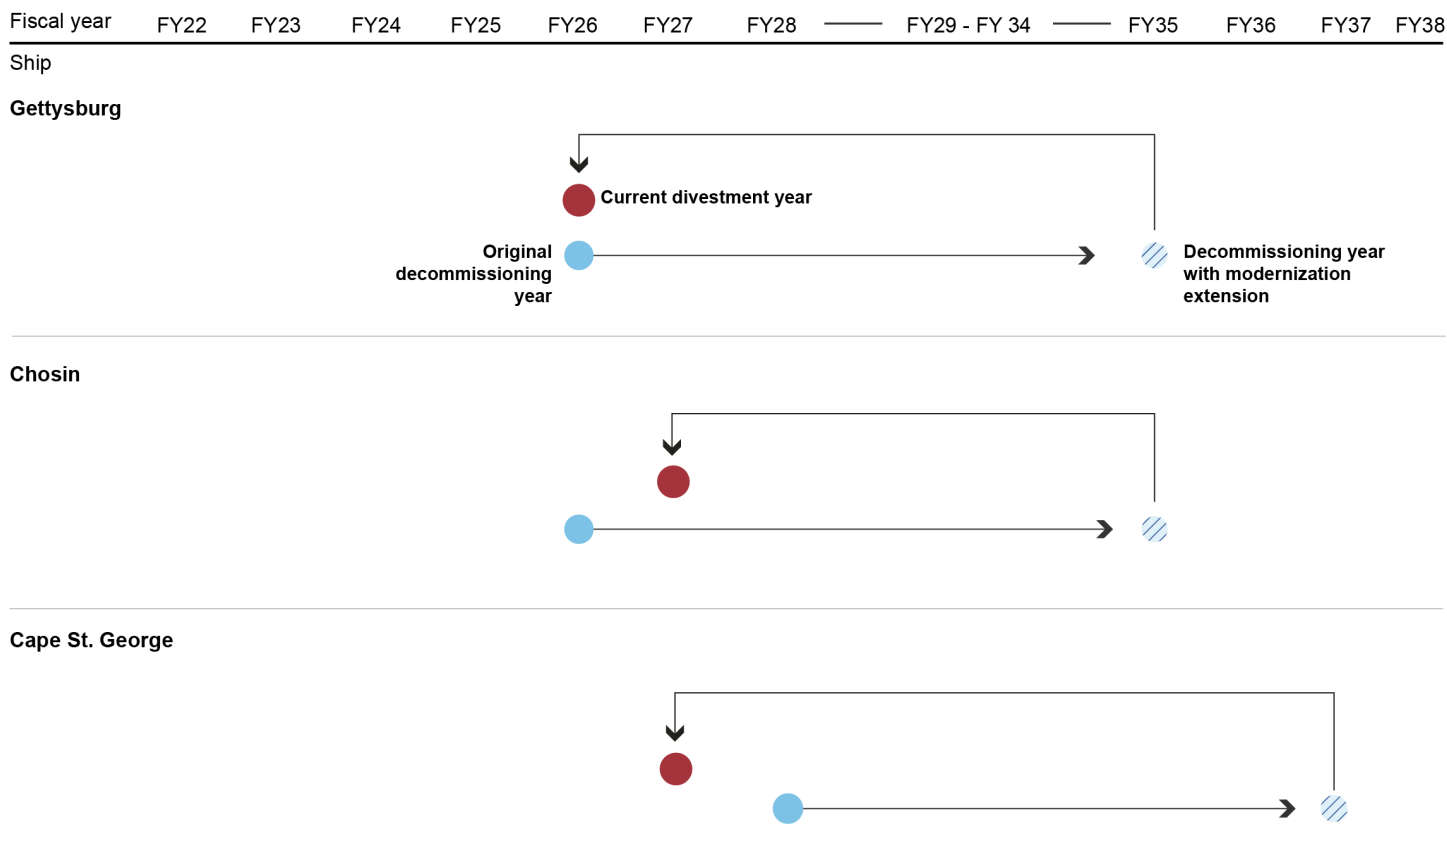 Fiscal year FY22 FY23 FY24 FY25 FY26 FY27 FY28 FY29 - FY 34 FY35 FY36 FY37 FY38
Ship
Gettysburg
Current divestment year
Original
decommissioning
year
Decommissioning year
with modernization
extension
Chosin
Cape St. George